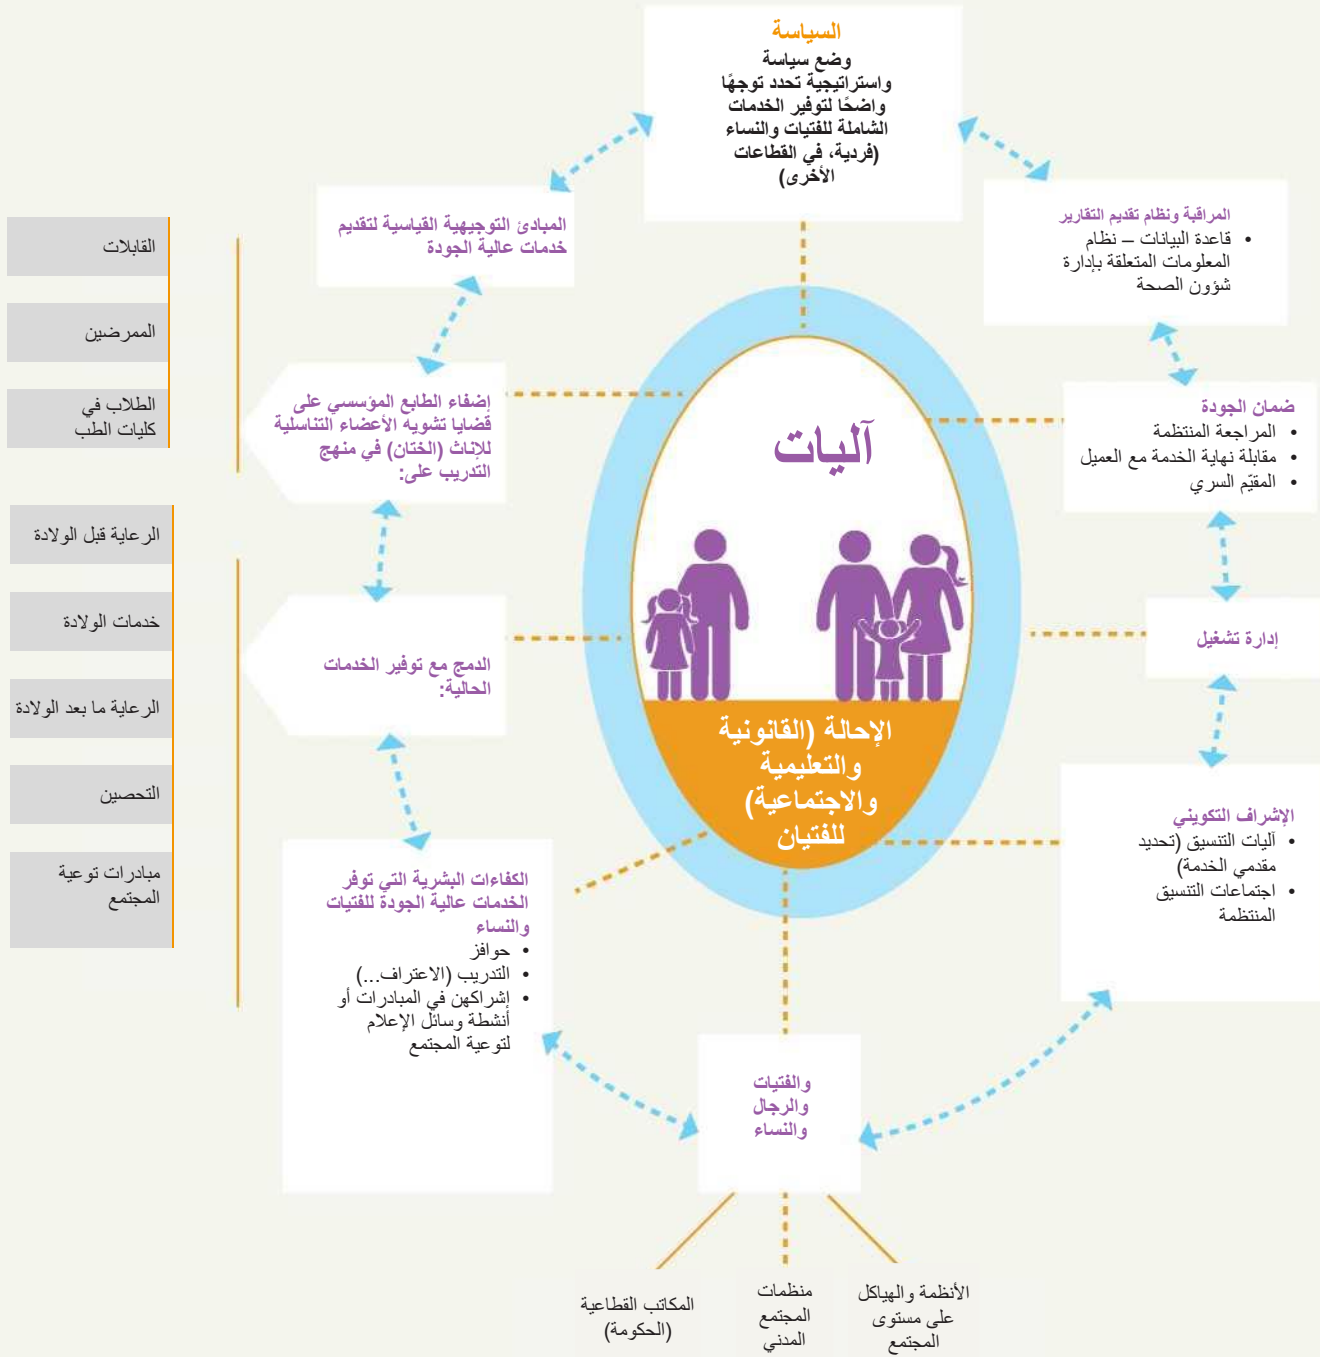 السياسة
وضع سياسة
واستراتيجية تحدد توجهًا
واضحًا لتوفير الخدمات
الشاملة للفتيات والنساء
(فردية، في القطاعات
الأخرى)
المراقبة ونظام تقديم التقارير
• قاعدة البيانات – نظام
المعلومات المتعلقة بإدارة
شؤون الصحة
ضمان الجودة
• المراجعة المنتظمة
• مقابلة نهاية الخدمة مع العميل
• المقيّم السري
إدارة تشغيل
الإشراف التكويني
• آليات التنسيق (تحديد
مقدمي الخدمة)
• اجتماعات التنسيق
المنتظمة
آليات
الإحالة (القانونية
والتعليمية
والاجتماعية)
للفتيان
والفتيات
والرجال
والنساء
الأنظمة والهياكل
على مستوى
المجتمع
منظمات
المجتمع
المدني
المكاتب القطاعية
(الحكومة)
المبادئ التوجيهية القياسية لتقديم
خدمات عالية الجودة
إضفاء الطابع المؤسسي على
قضايا تشويه الأعضاء التناسلية
للإناث (الختان) في منهج
التدريب على:
القابلات
الممرضين
الطلاب في
كليات الطب
الدمج مع توفير الخدمات
الحالية:
الرعاية قبل الولادة
خدمات الولادة
الرعاية ما بعد الولادة
التحصين
مبادرات توعية
المجتمع
الكفاءات البشرية التي توفر
الخدمات عالية الجودة للفتيات
والنساء
• حوافز
• التدريب (الاعتراف...)
• إشراكهن في المبادرات أو
أنشطة وسائل الإعلام
لتوعية المجتمع